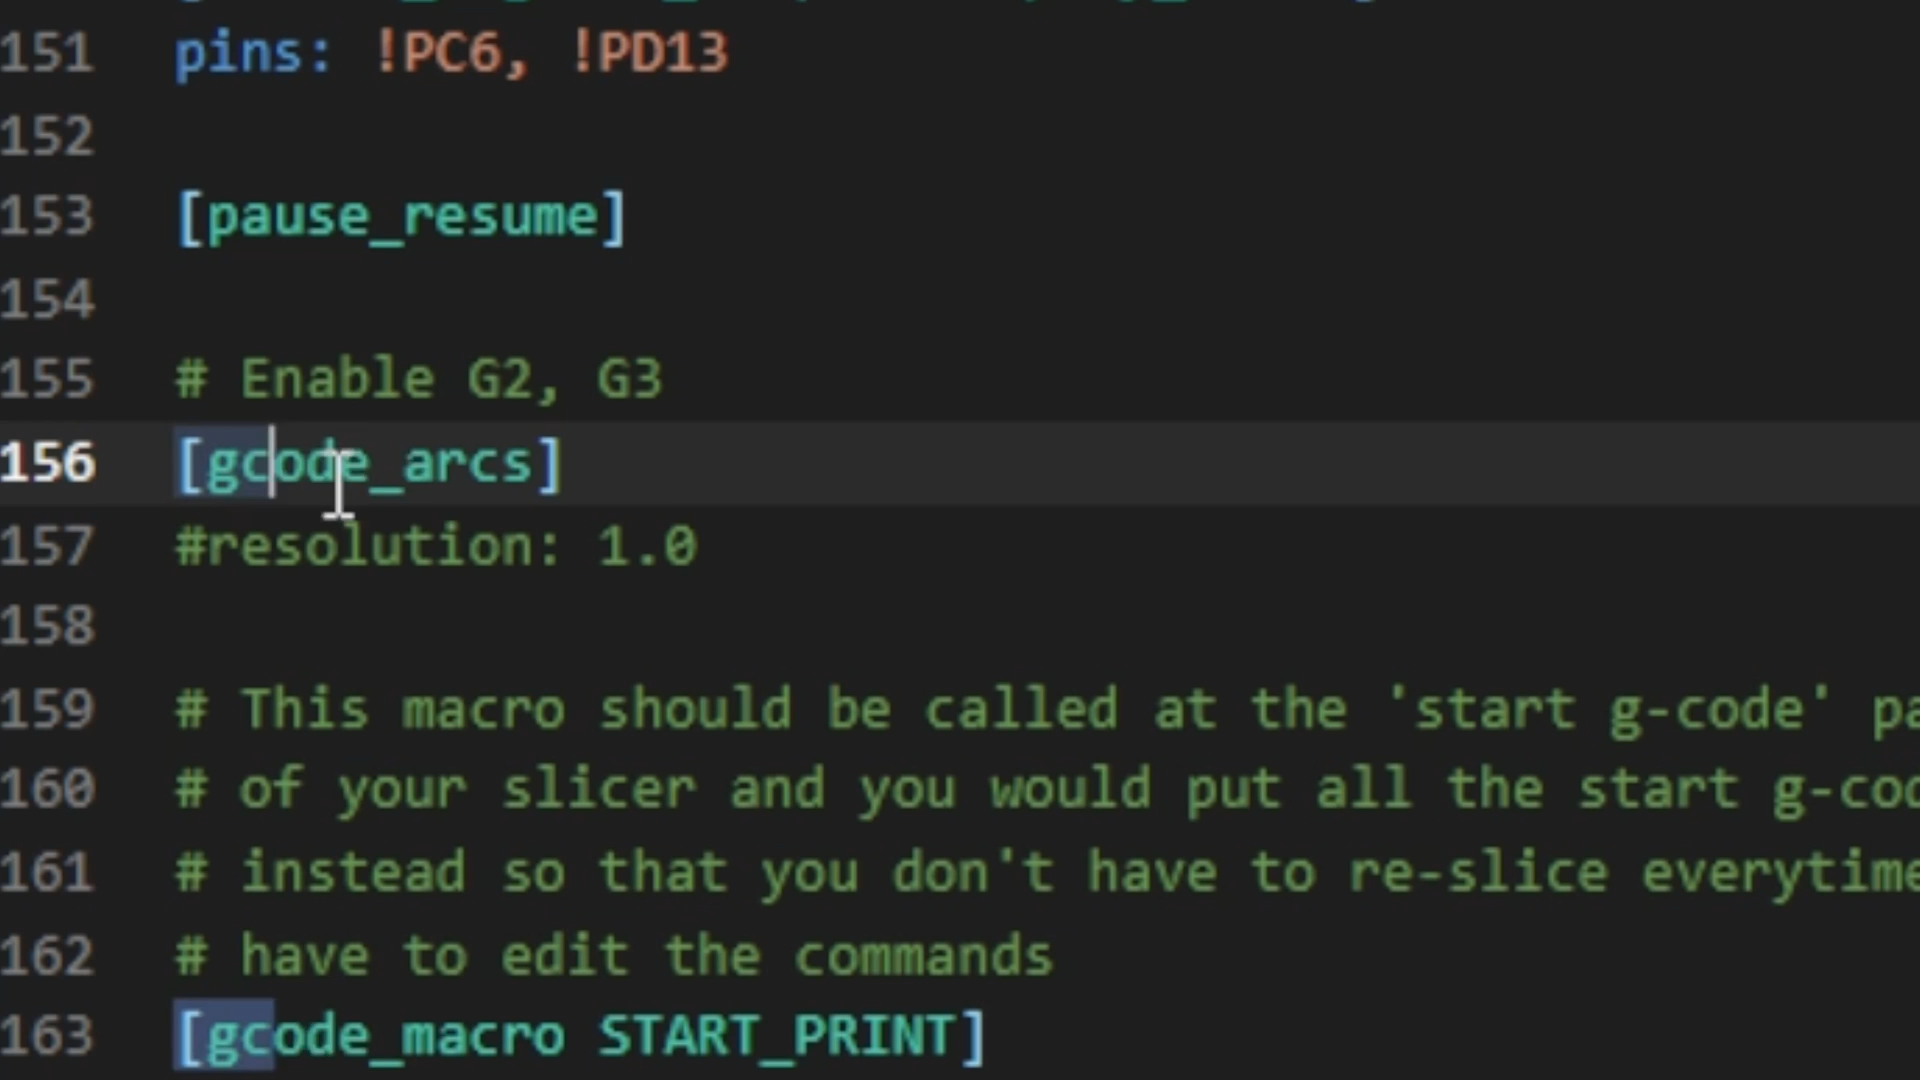 151 pins: !PC6, !PD13
152
153 [pause_resume]
154
155 # Enable G2, G3
156 [gcode_arcs]
157 #resolution: 1.0
158
159 # This macro should be called at the 'start g-code'
160 # of your slicer and you would put all the start
161 # instead so that you don't have to re-slice everytime
162 # have to edit the commands
163 [gcode_macro START_PRINT]